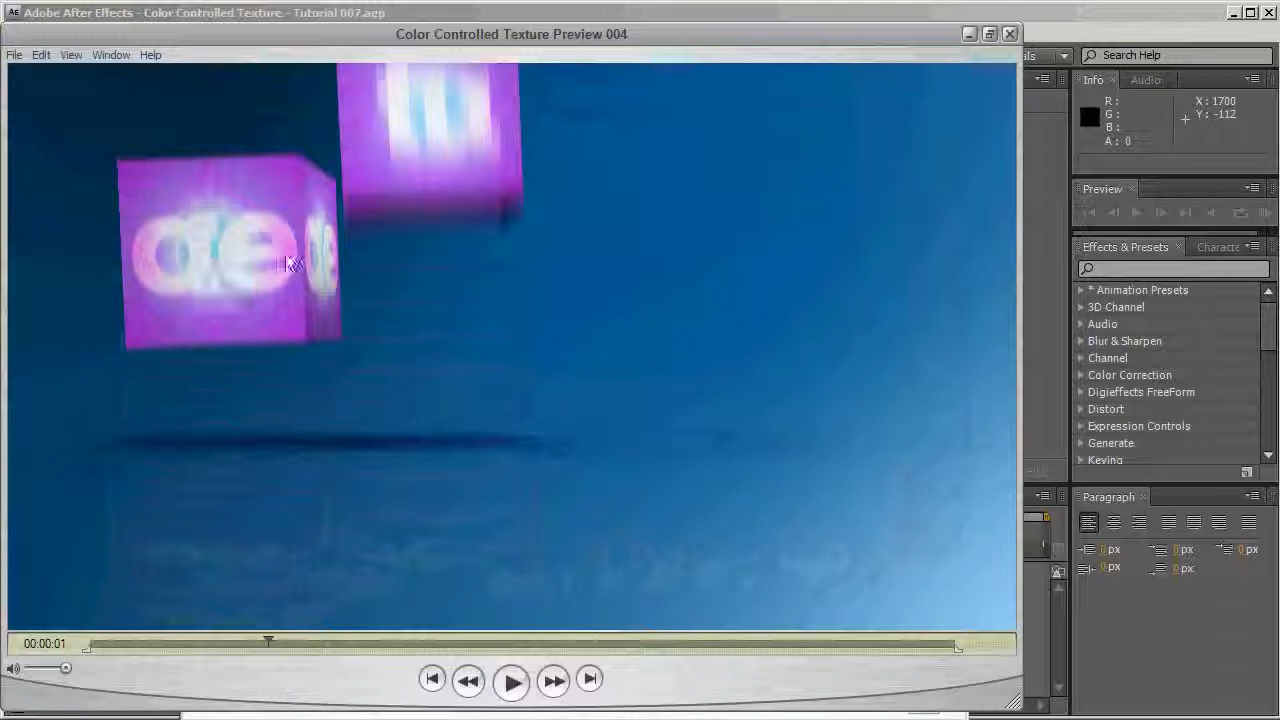 Adobe After Effects - Color Controlled Texture - Tutorial 007.aep
Color Controlled Texture Preview 004
File Edit View Window Help
Search Help
Info Audio
R :
G :
B :
A : 0
X : 1700
Y : -112
Preview
Effects & Presets
* Animation Presets
3D Channel
Audio
Blur & Sharpen
Channel
Color Correction
Digieffects FreeForm
Distort
Expression Controls
Generate
Keying
Paragraph
0 px 0 px 0 px
0 px 0 px
00:00:01